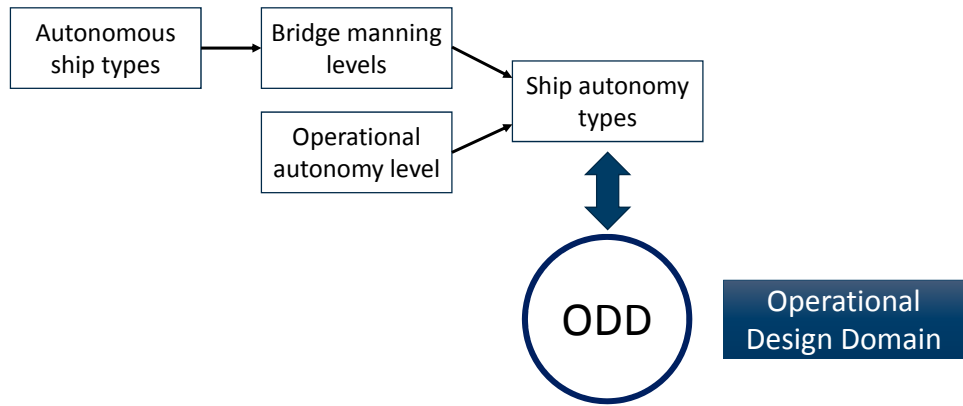 Autonomous
ship types
Bridge manning
levels
Ship autonomy
types
Operational
autonomy level
ODD
Operational
Design Domain